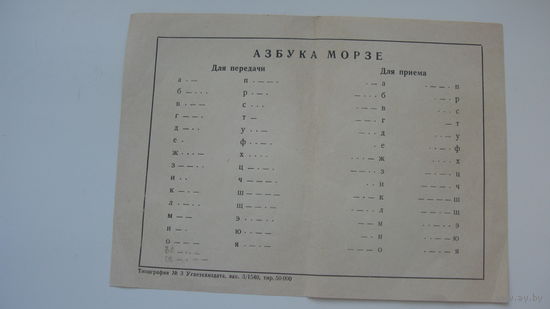 АЗБУКА МОРЗЕ
Для передачи Для приема
а · — п · — — · · — а · — — · п
б — · · · р · — · — · · · б · — · р
в · — — с · · · · — — в · · · с
г — — · т — — — · г — т
д — · · у · · — — · · д · · — у
е · ф · · — · · е · · — · ф
ж · · · — х · · · · · · · — ж · · · · х
з — — · · ц — · — · — — · · з — · — · ц
и · · ч — — — · · · и — — — · ч
к — · — ш — — — — — · — к — — — — ш
л · — · · щ — — · — · — · · л — — · — щ
м — — э · · — · · — — м · · — · · э
н — · ю · · — — — · н · · — — ю
о — — — я · — · — — — — о · — · — я
Типография № 3 Углетехиздата, зак. 3/1540, тир. 50 000